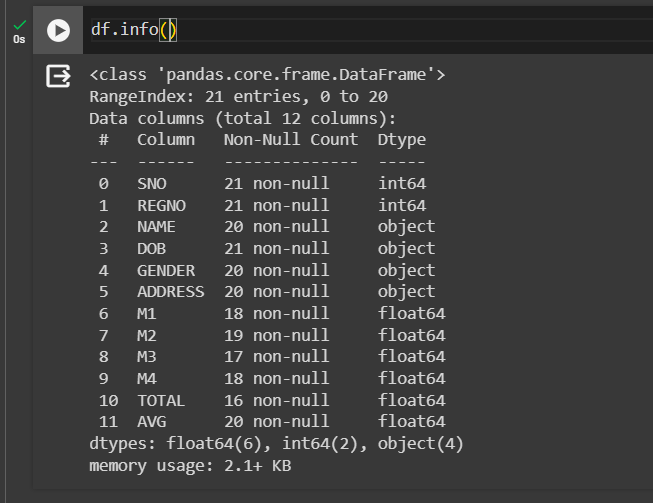 df.info()
0s
<class 'pandas.core.frame.DataFrame'>
RangeIndex: 21 entries, 0 to 20
Data columns (total 12 columns):
 #   Column   Non-Null Count  Dtype
---  ------   --------------  -----
 0   SNO      21 non-null     int64
 1   REGNO    21 non-null     int64
 2   NAME     20 non-null     object
 3   DOB      21 non-null     object
 4   GENDER   20 non-null     object
 5   ADDRESS  20 non-null     object
 6   M1       18 non-null     float64
 7   M2       19 non-null     float64
 8   M3       17 non-null     float64
 9   M4       18 non-null     float64
 10  TOTAL    16 non-null     float64
 11  AVG      20 non-null     float64
dtypes: float64(6), int64(2), object(4)
memory usage: 2.1+ KB